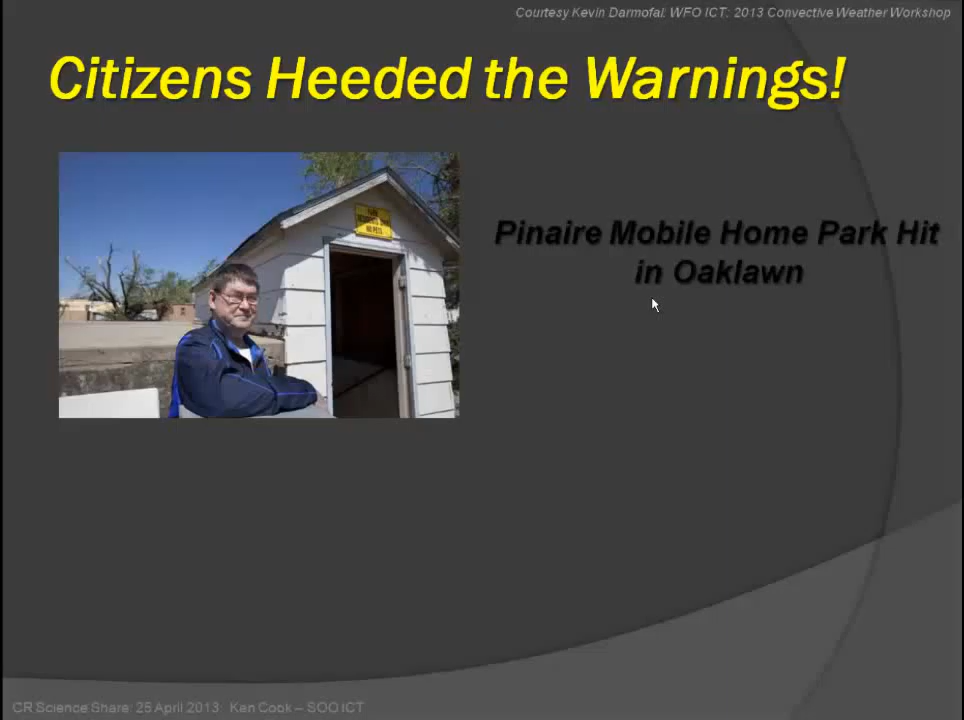 Courtesy Kevin Darmofal: WFO ICT: 2013 Convective Weather Workshop
Citizens Heeded the Warnings!
Pinaire Mobile Home Park Hit
in Oaklawn
CR Science Share: 25 April 2013: Ken Cook – SOO ICT